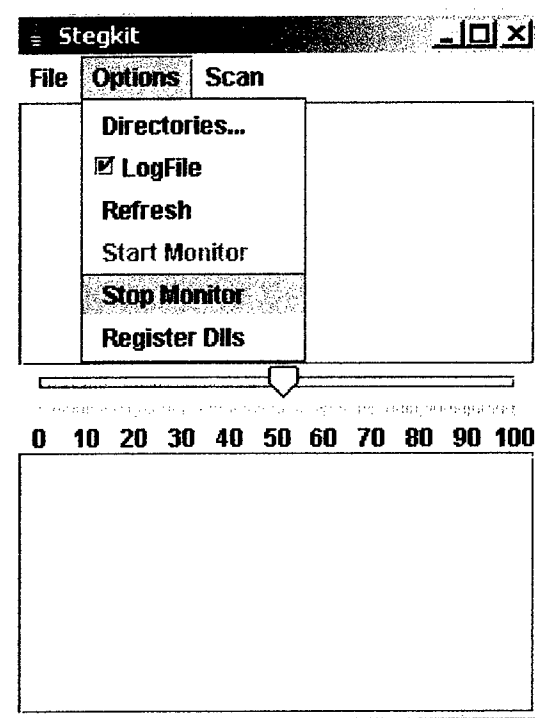 Stegkit
File Options Scan
Directories...
LogFile
Refresh
Start Monitor
Stop Monitor
Register Dlls
0 10 20 30 40 50 60 70 80 90 100